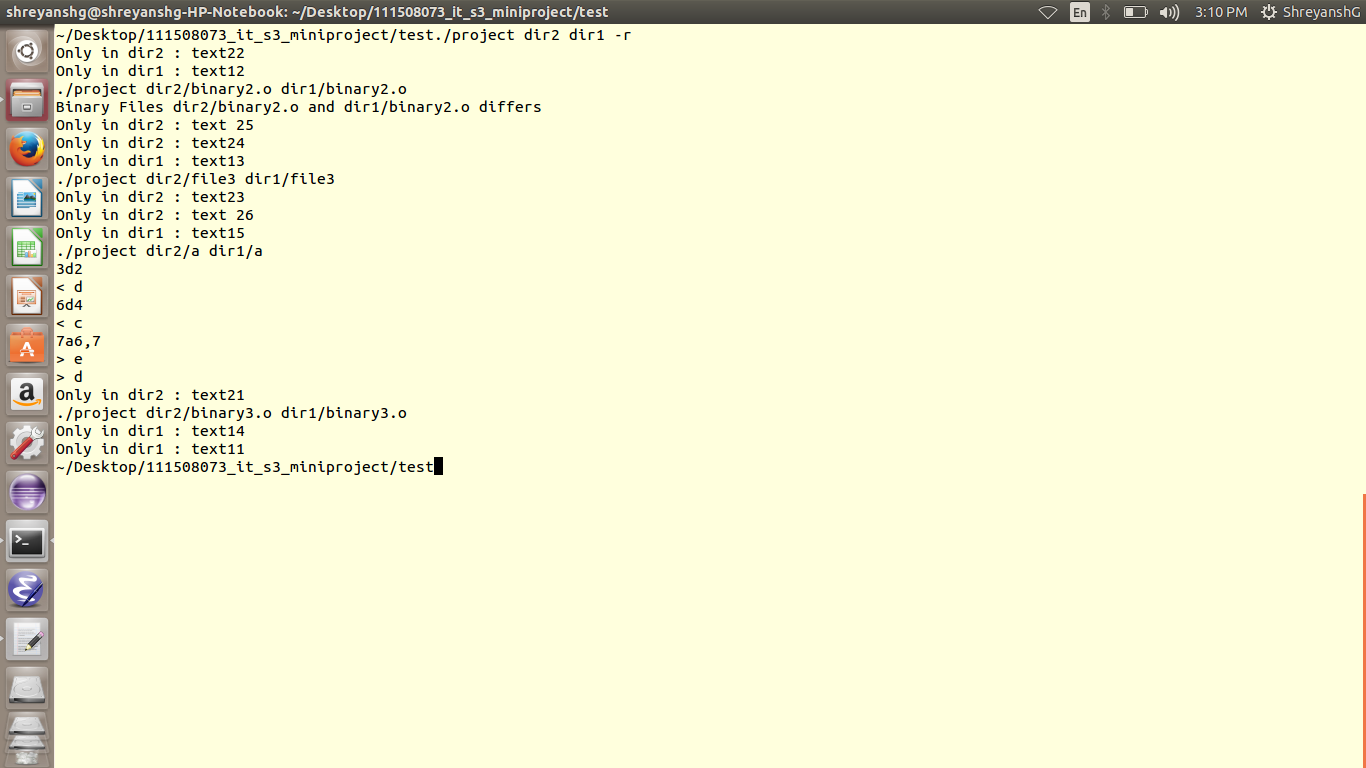 shreyanshg@shreyanshg-HP-Notebook: ~/Desktop/111508073_it_s3_miniproject/test
En
3:10 PM
ShreyanshG
~/Desktop/111508073_it_s3_miniproject/test./project dir2 dir1 -r
Only in dir2 : text22
Only in dir1 : text12
./project dir2/binary2.o dir1/binary2.o
Binary Files dir2/binary2.o and dir1/binary2.o differs
Only in dir2 : text 25
Only in dir2 : text24
Only in dir1 : text13
./project dir2/file3 dir1/file3
Only in dir2 : text23
Only in dir2 : text 26
Only in dir1 : text15
./project dir2/a dir1/a
3d2
< d
6d4
< c
7a6,7
> e
> d
Only in dir2 : text21
./project dir2/binary3.o dir1/binary3.o
Only in dir1 : text14
Only in dir1 : text11
~/Desktop/111508073_it_s3_miniproject/test